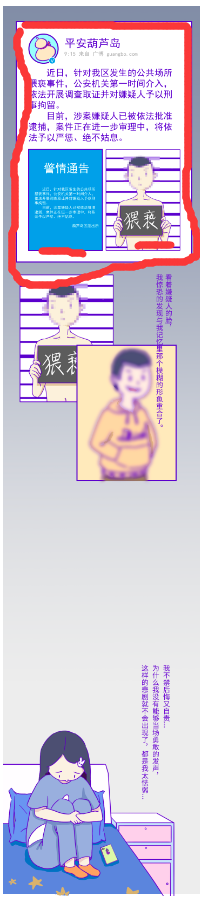 平安葫芦岛
近日，针对我区发生的公共场所
猥亵事件，公安机关第一时间介入，
依法开展调查取证并对嫌疑人予以刑
事拘留。
目前，涉案嫌疑人已被依法批准
逮捕，案件正在进一步审理中，将依
法予以严惩、绝不姑息。
警情通告
猥亵
猥亵
看着嫌疑人的脸，
我惊恐的发现与我记忆里那个模糊的形象重合了。
我不禁后悔又自责…
为什么我没有能够当场勇敢的发声，
这样的悲剧就不会出现了，都是我太怯弱…